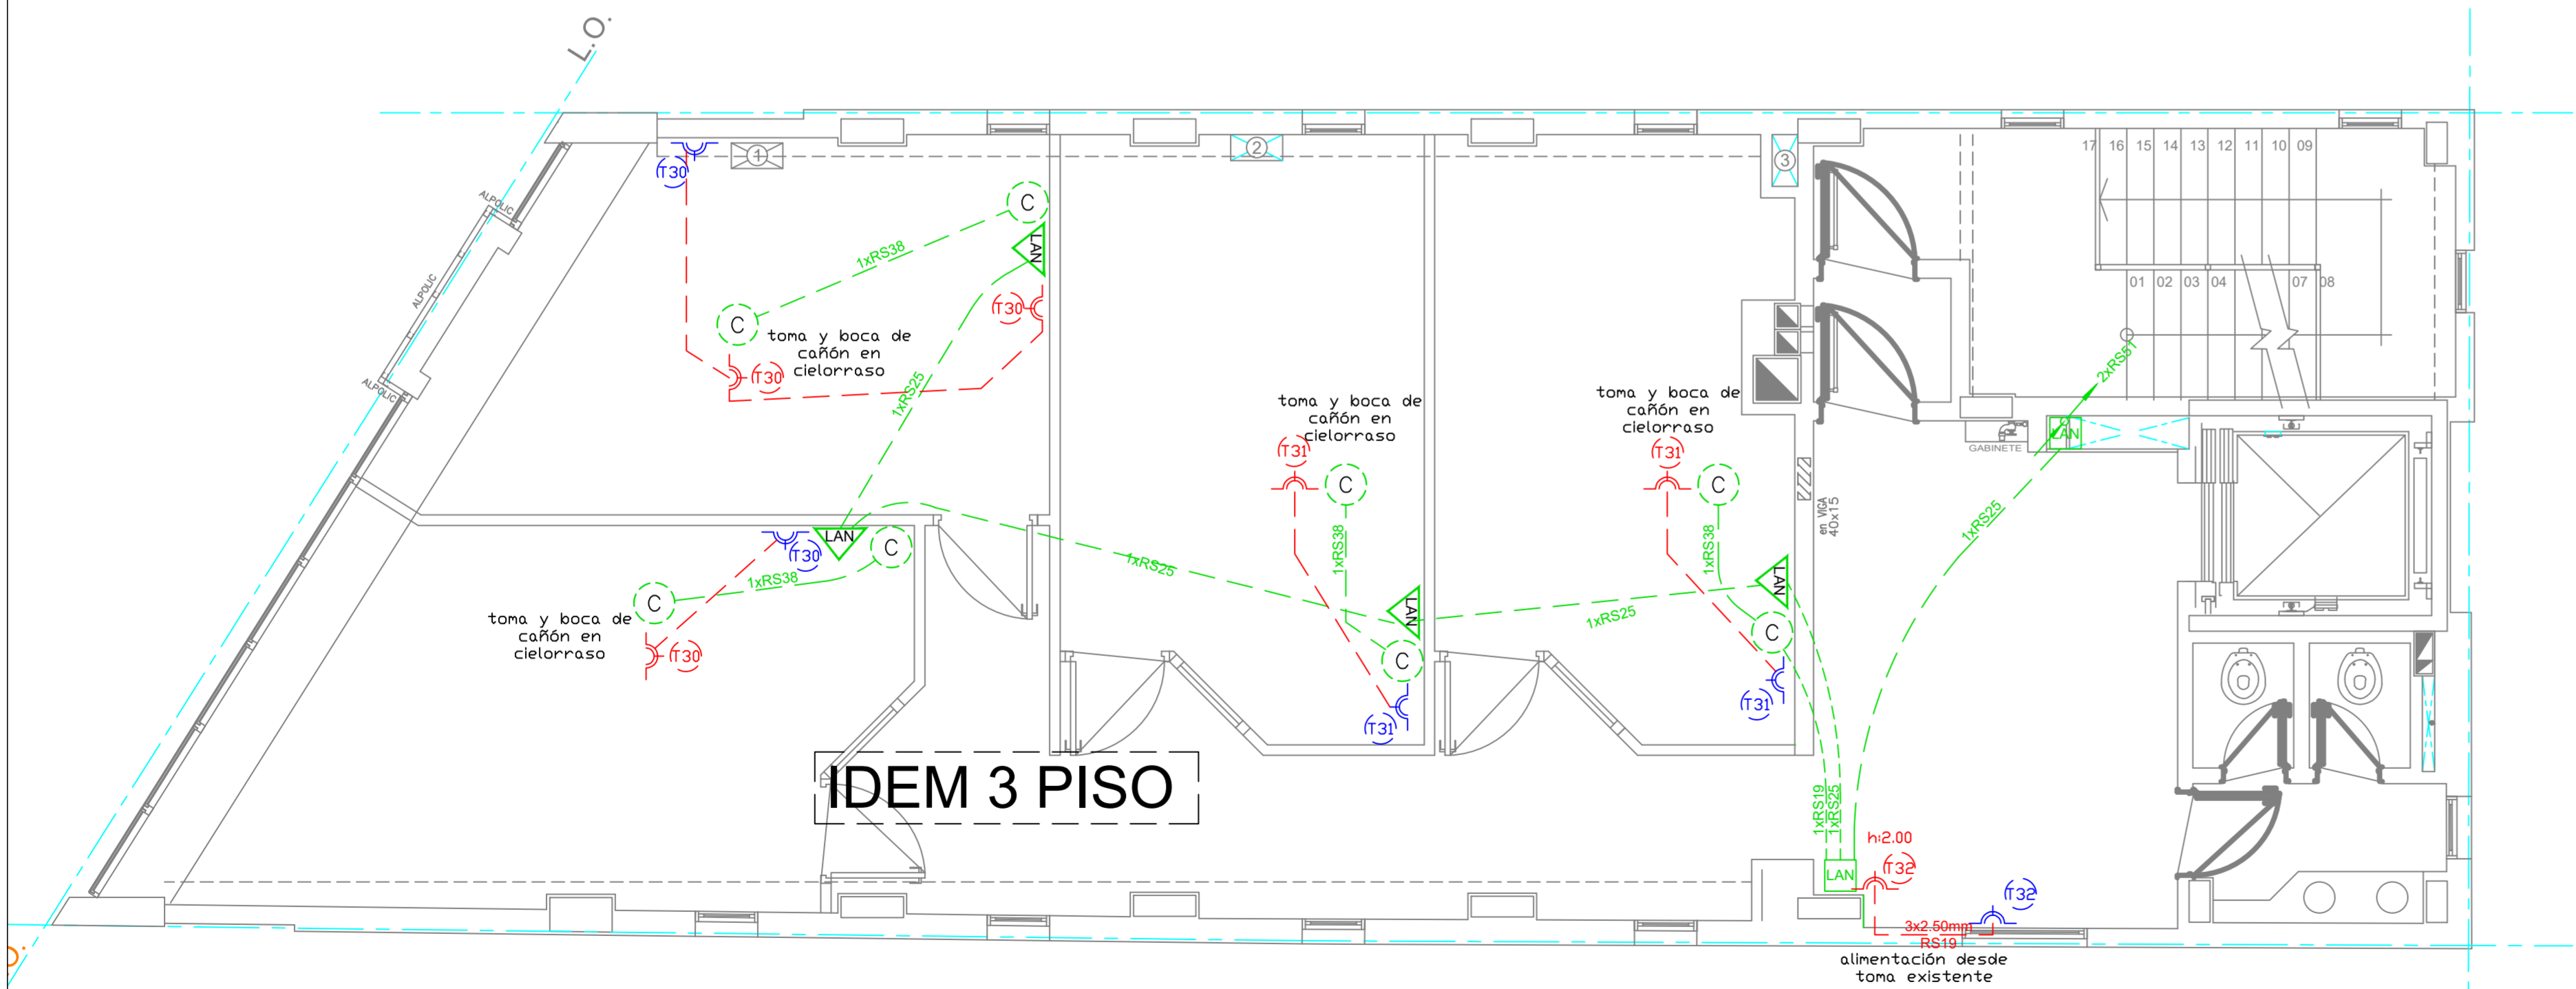 L.O.
ALPOLIC
ALPOLIC
ALPOLIC
(T30)
1
2
3
C
LAN
1xRS38
(T30)
C
toma y boca de
cañón en
cielorraso
(T30)
1xRS25
17 16 15 14 13 12 11 10 09
01 02 03 04 07 08
2xRS51
LAN
GABINETE
toma y boca de
cañón en
cielorraso
(T31)
C
1xRS38
toma y boca de
cañón en
cielorraso
(T31)
C
1xRS38
en VIGA
40x15
1xRS25
(T30)
LAN
C
1xRS38
C
toma y boca de
cañón en
cielorraso
(T30)
1xRS25
LAN
C
(T31)
1xRS25
LAN
C
(T31)
IDEM 3 PISO
1xRS19
1xRS25
h:2.00
LAN
(T32)
(T32)
3x2.50mm
RS19
alimentación desde
toma existente
O.